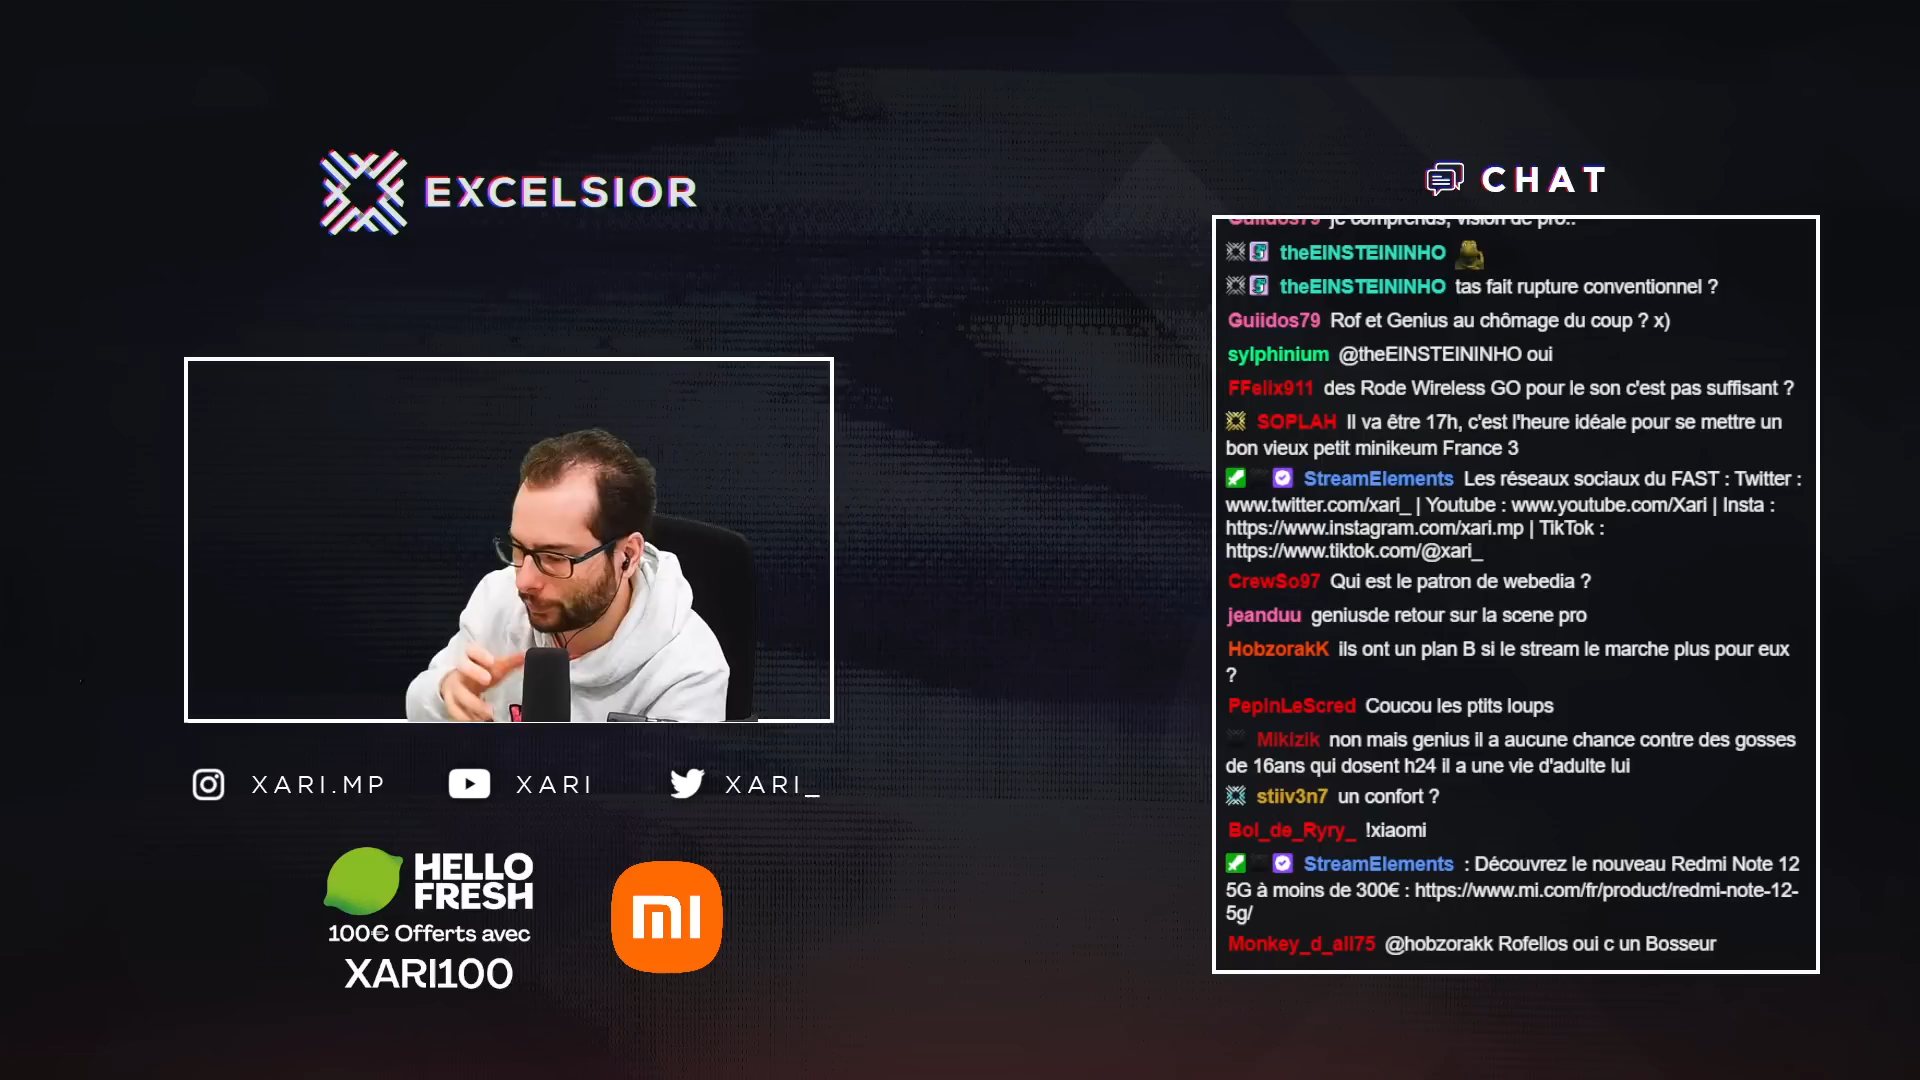 EXCELSIOR
CHAT
Guiidos79 je comprends, vision de pro..
theEINSTEININHO
theEINSTEININHO tas fait rupture conventionnel ?
Guiidos79 Rof et Genius au chômage du coup ? x)
sylphinium @theEINSTEININHO oui
FFelix911 des Rode Wireless GO pour le son c'est pas suffisant ?
SOPLAH Il va être 17h, c'est l'heure idéale pour se mettre un
bon vieux petit minikeum France 3
StreamElements Les réseaux sociaux du FAST : Twitter :
www.twitter.com/xari_ | Youtube : www.youtube.com/Xari | Insta :
https://www.instagram.com/xari.mp | TikTok :
https://www.tiktok.com/@xari_
CrewSo97 Qui est le patron de webedia ?
jeanduu geniusde retour sur la scene pro
HobzorakK ils ont un plan B si le stream le marche plus pour eux
?
PepinLeScred Coucou les ptits loups
Mikizik non mais genius il a aucune chance contre des gosses
de 16ans qui dosent h24 il a une vie d'adulte lui
stiiv3n7 un confort ?
Bol_de_Ryry_ !xiaomi
StreamElements : Découvrez le nouveau Redmi Note 12
5G à moins de 300€ : https://www.mi.com/fr/product/redmi-note-12-
5g/
Monkey_d_all75 @hobzorakk Rofellos oui c un Bosseur
XARI.MP XARI XARI_
HELLO
FRESH
100€ Offerts avec
XARI100
mi